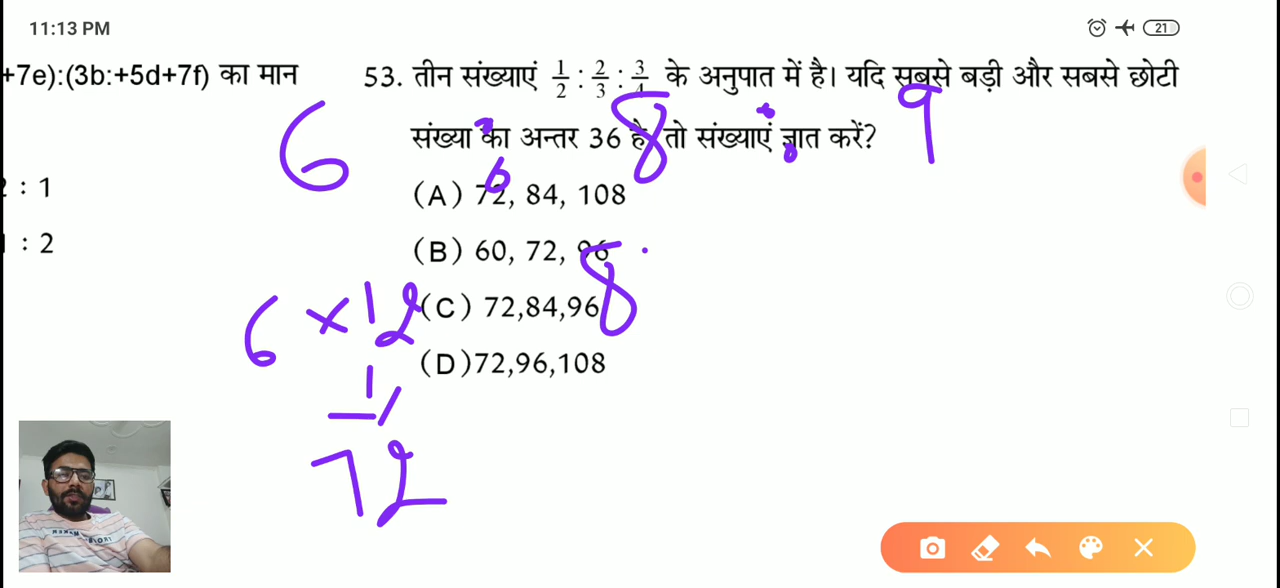 11:13 PM
21
+7e):(3b:+5d+7f) का मान
53. तीन संख्याएं 1/2 : 2/3 : 3/4 के अनुपात में है। यदि सबसे बड़ी और सबसे छोटी
संख्या का अन्तर 36 है तो संख्याएं ज्ञात करें?
6 8 9
6
: 1
(A) 72, 84, 108
: 2
(B) 60, 72, 96
8
6 × 12
(C) 72,84,96
(D)72,96,108
72